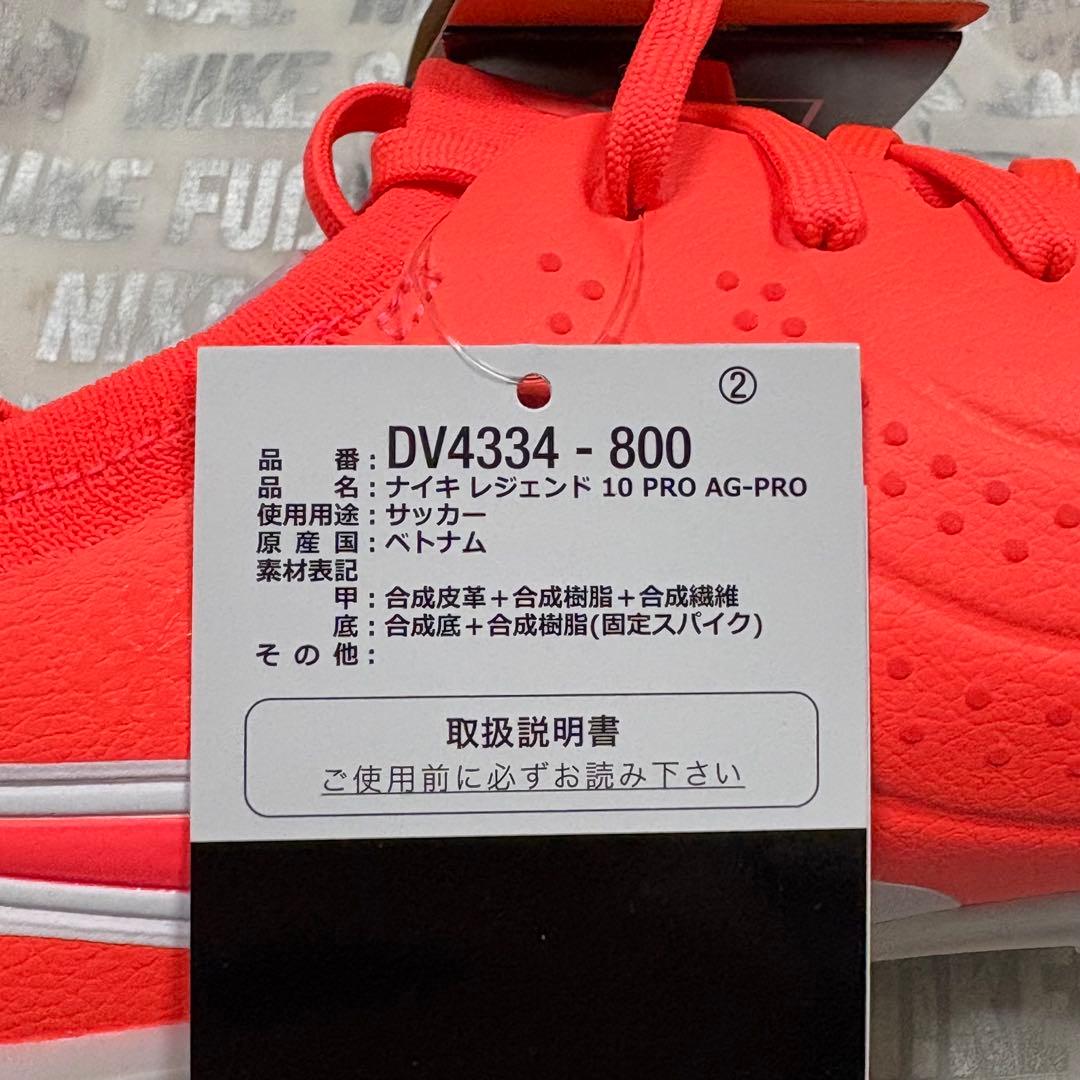 NIKE
NIKE FUS
NIKE
②
品 番 : DV4334 - 800
品 名 : ナイキ レジェンド 10 PRO AG-PRO
使用用途 : サッカー
原 産 国 : ベトナム
素材表記
甲 : 合成皮革＋合成樹脂＋合成繊維
底 : 合成底＋合成樹脂(固定スパイク)
そ の 他 :
取扱説明書
ご使用前に必ずお読み下さい